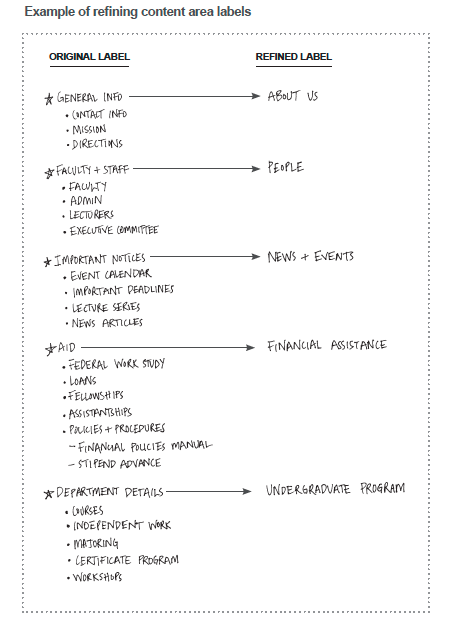 Example of refining content area labels
ORIGINAL LABEL REFINED LABEL
GENERAL INFO ABOUT US
• CONTACT INFO
• MISSION
• DIRECTIONS
FACULTY + STAFF PEOPLE
• FACULTY
• ADMIN
• LECTURERS
• EXECUTIVE COMMITTEE
IMPORTANT NOTICES NEWS + EVENTS
• EVENT CALENDAR
• IMPORTANT DEADLINES
• LECTURE SERIES
• NEWS ARTICLES
AID FINANCIAL ASSISTANCE
• FEDERAL WORK STUDY
• LOANS
• FELLOWSHIPS
• ASSISTANTSHIPS
• POLICIES + PROCEDURES
– FINANCIAL POLICIES MANUAL
– STIPEND ADVANCE
DEPARTMENT DETAILS UNDERGRADUATE PROGRAM
• COURSES
• INDEPENDENT WORK
• MAJORING
• CERTIFICATE PROGRAM
• WORKSHOPS